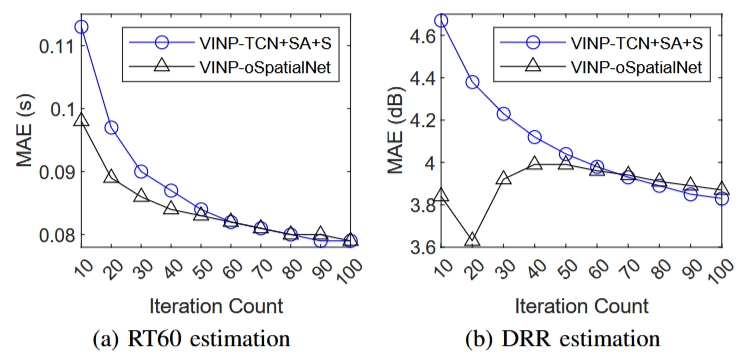 VINP-TCN+SA+S
VINP-oSpatialNet
0.11
0.1
0.09
0.08
MAE (s)
10 20 30 40 50 60 70 80 90 100
Iteration Count
(a) RT60 estimation
VINP-TCN+SA+S
VINP-oSpatialNet
4.6
4.4
4.2
4
3.8
3.6
MAE (dB)
10 20 30 40 50 60 70 80 90 100
Iteration Count
(b) DRR estimation